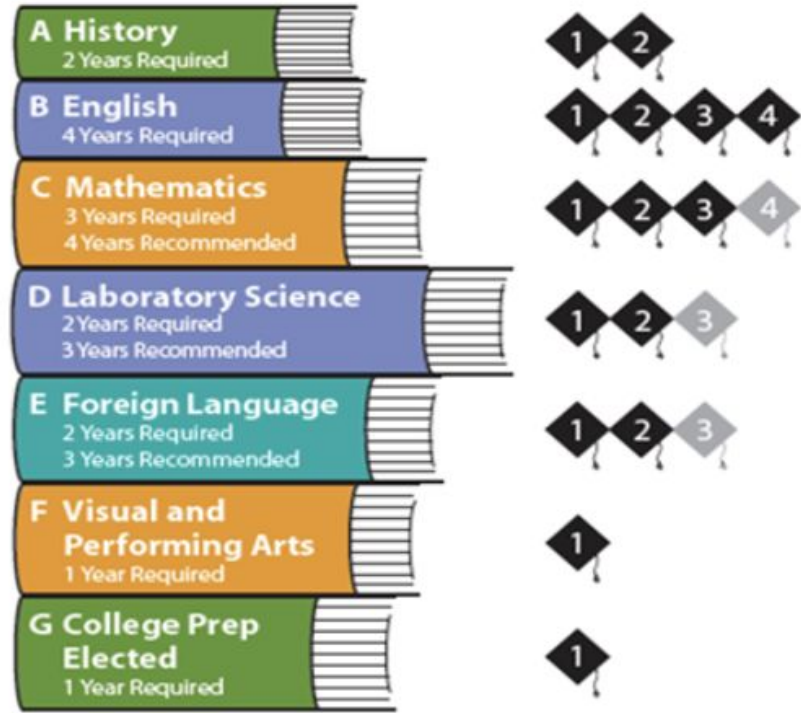 A History
2 Years Required
1 2
B English
4 Years Required
1 2 3 4
C Mathematics
3 Years Required
4 Years Recommended
1 2 3 4
D Laboratory Science
2 Years Required
3 Years Recommended
1 2 3
E Foreign Language
2 Years Required
3 Years Recommended
1 2 3
F Visual and
Performing Arts
1 Year Required
1
G College Prep
Elected
1 Year Required
1